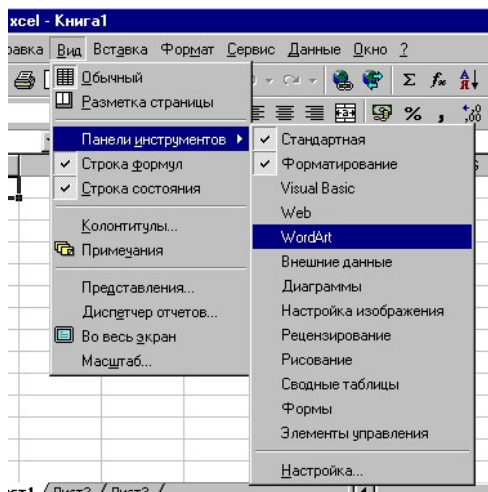 xcel - Книга1
равка Вид Вставка Формат Сервис Данные Окно ?
Обычный
Разметка страницы
Панели инструментов
Строка формул
Строка состояния
Колонтитулы...
Примечания
Представления...
Диспетчер отчетов...
Во весь экран
Масштаб...
Стандартная
Форматирование
Visual Basic
Web
WordArt
Внешние данные
Диаграммы
Настройка изображения
Рецензирование
Рисование
Сводные таблицы
Формы
Элементы управления
Настройка...